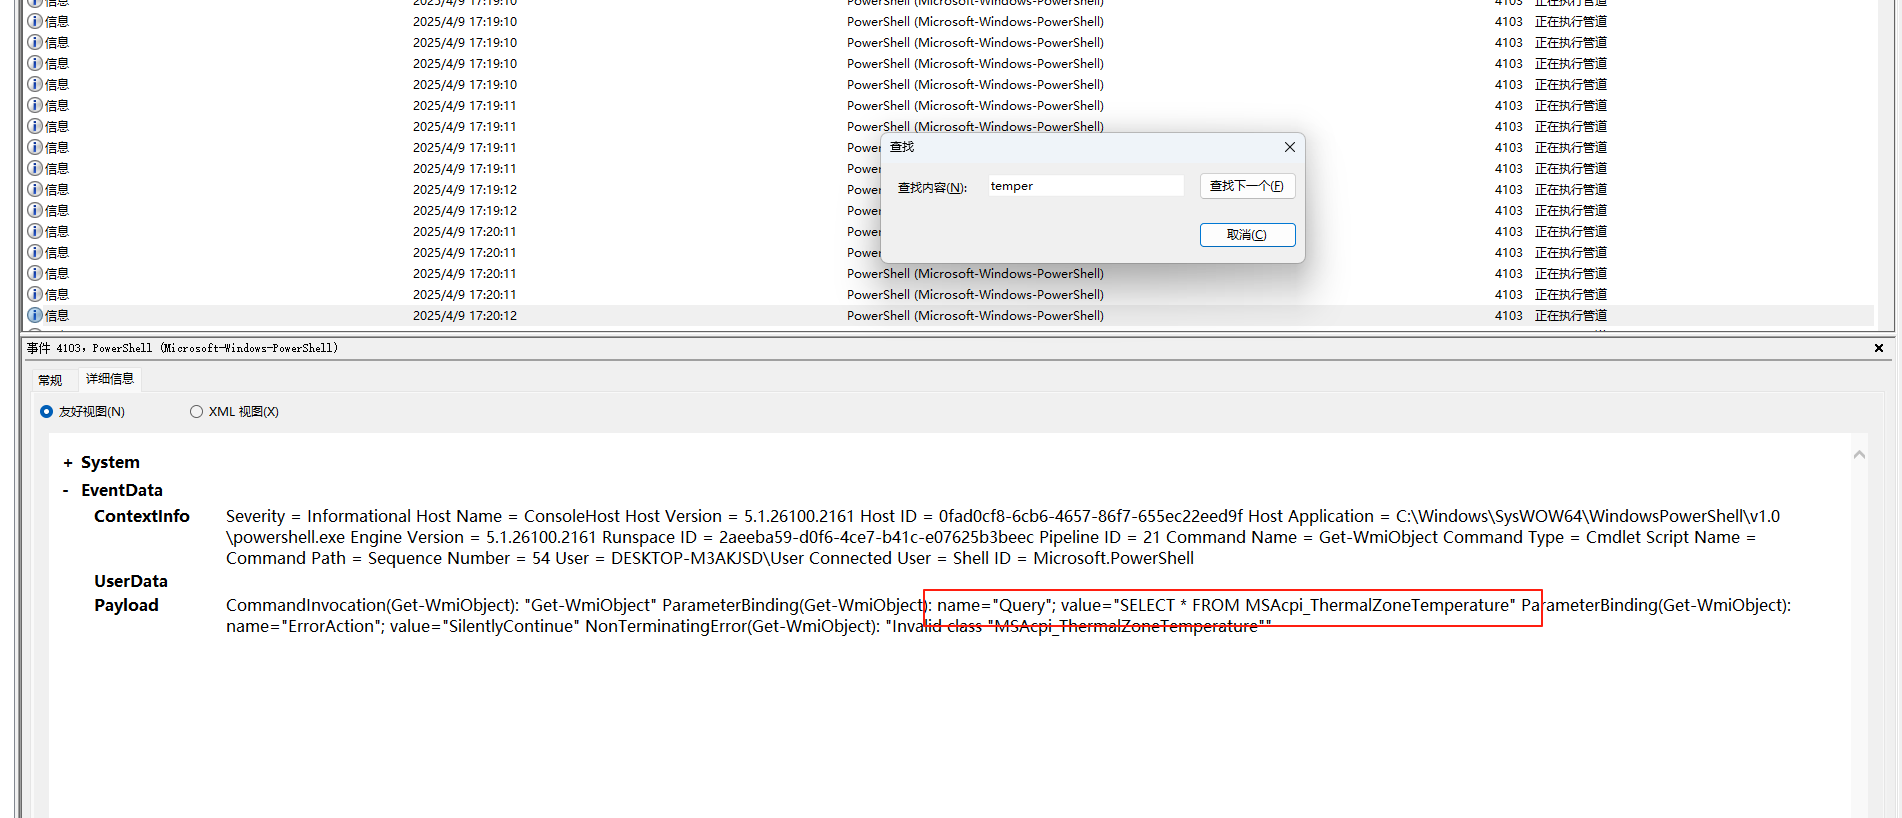 信息 2025/4/9 17:19:10 PowerShell (Microsoft-Windows-PowerShell) 4103 正在执行管道
信息 2025/4/9 17:19:10 PowerShell (Microsoft-Windows-PowerShell) 4103 正在执行管道
信息 2025/4/9 17:19:10 PowerShell (Microsoft-Windows-PowerShell) 4103 正在执行管道
信息 2025/4/9 17:19:10 PowerShell (Microsoft-Windows-PowerShell) 4103 正在执行管道
信息 2025/4/9 17:19:10 PowerShell (Microsoft-Windows-PowerShell) 4103 正在执行管道
信息 2025/4/9 17:19:11 PowerShell (Microsoft-Windows-PowerShell) 4103 正在执行管道
信息 2025/4/9 17:19:11 PowerShell (Microsoft-Windows-PowerShell) 4103 正在执行管道
信息 2025/4/9 17:19:11 Power 4103 正在执行管道
信息 2025/4/9 17:19:11 Power 4103 正在执行管道
信息 2025/4/9 17:19:12 Power 4103 正在执行管道
信息 2025/4/9 17:19:12 Power 4103 正在执行管道
信息 2025/4/9 17:20:11 Power 4103 正在执行管道
信息 2025/4/9 17:20:11 Power 4103 正在执行管道
信息 2025/4/9 17:20:11 PowerShell (Microsoft-Windows-PowerShell) 4103 正在执行管道
信息 2025/4/9 17:20:11 PowerShell (Microsoft-Windows-PowerShell) 4103 正在执行管道
信息 2025/4/9 17:20:12 PowerShell (Microsoft-Windows-PowerShell) 4103 正在执行管道
查找
查找内容(N): temper 查找下一个(F)
取消(C)
事件 4103, PowerShell (Microsoft-Windows-PowerShell)
常规 详细信息
友好视图(N) XML 视图(X)
+ System
- EventData
ContextInfo Severity = Informational Host Name = ConsoleHost Host Version = 5.1.26100.2161 Host ID = 0fad0cf8-6cb6-4657-86f7-655ec22eed9f Host Application = C:\Windows\SysWOW64\WindowsPowerShell\v1.0
\powershell.exe Engine Version = 5.1.26100.2161 Runspace ID = 2aeeba59-d0f6-4ce7-b41c-e07625b3beec Pipeline ID = 21 Command Name = Get-WmiObject Command Type = Cmdlet Script Name =
Command Path = Sequence Number = 54 User = DESKTOP-M3AKJSD\User Connected User = Shell ID = Microsoft.PowerShell
UserData
Payload CommandInvocation(Get-WmiObject): "Get-WmiObject" ParameterBinding(Get-WmiObject): name="Query"; value="SELECT * FROM MSAcpi_ThermalZoneTemperature" ParameterBinding(Get-WmiObject):
name="ErrorAction"; value="SilentlyContinue" NonTerminatingError(Get-WmiObject): "Invalid class "MSAcpi_ThermalZoneTemperature""